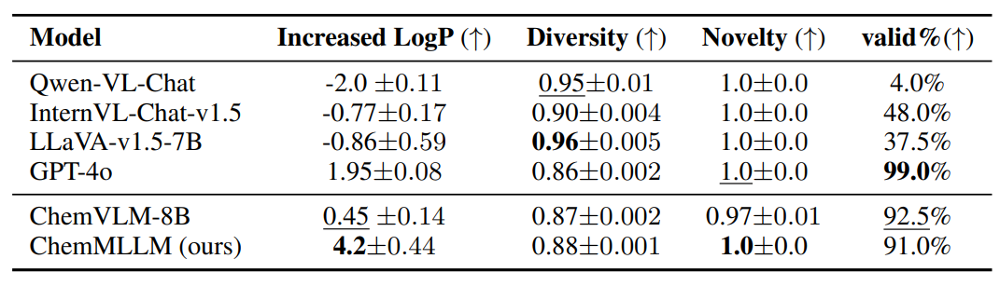 Model Increased LogP (↑) Diversity (↑) Novelty (↑) valid%(↑)
Qwen-VL-Chat -2.0 ±0.11 0.95±0.01 1.0±0.0 4.0%
InternVL-Chat-v1.5 -0.77±0.17 0.90±0.004 1.0±0.0 48.0%
LLaVA-v1.5-7B -0.86±0.59 0.96±0.005 1.0±0.0 37.5%
GPT-4o 1.95±0.08 0.86±0.002 1.0±0.0 99.0%
ChemVLM-8B 0.45 ±0.14 0.87±0.002 0.97±0.01 92.5%
ChemMLLM (ours) 4.2±0.44 0.88±0.001 1.0±0.0 91.0%